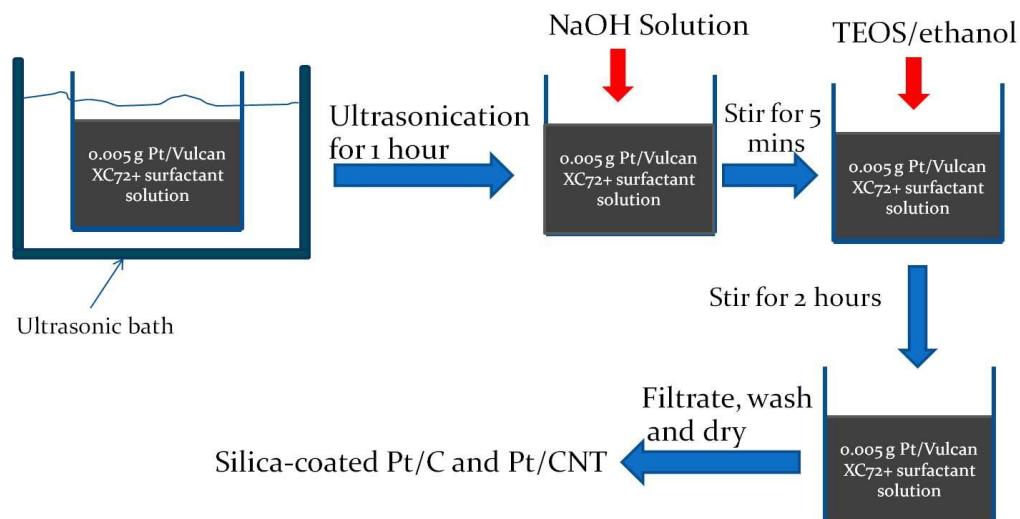 NaOH Solution
TEOS/ethanol
0.005 g Pt/Vulcan
XC72+ surfactant
solution
Ultrasonication
for 1 hour
0.005 g Pt/Vulcan
XC72+ surfactant
solution
Stir for 5
mins
0.005 g Pt/Vulcan
XC72+ surfactant
solution
Ultrasonic bath
Stir for 2 hours
0.005 g Pt/Vulcan
XC72+ surfactant
solution
Filtrate, wash
and dry
Silica-coated Pt/C and Pt/CNT